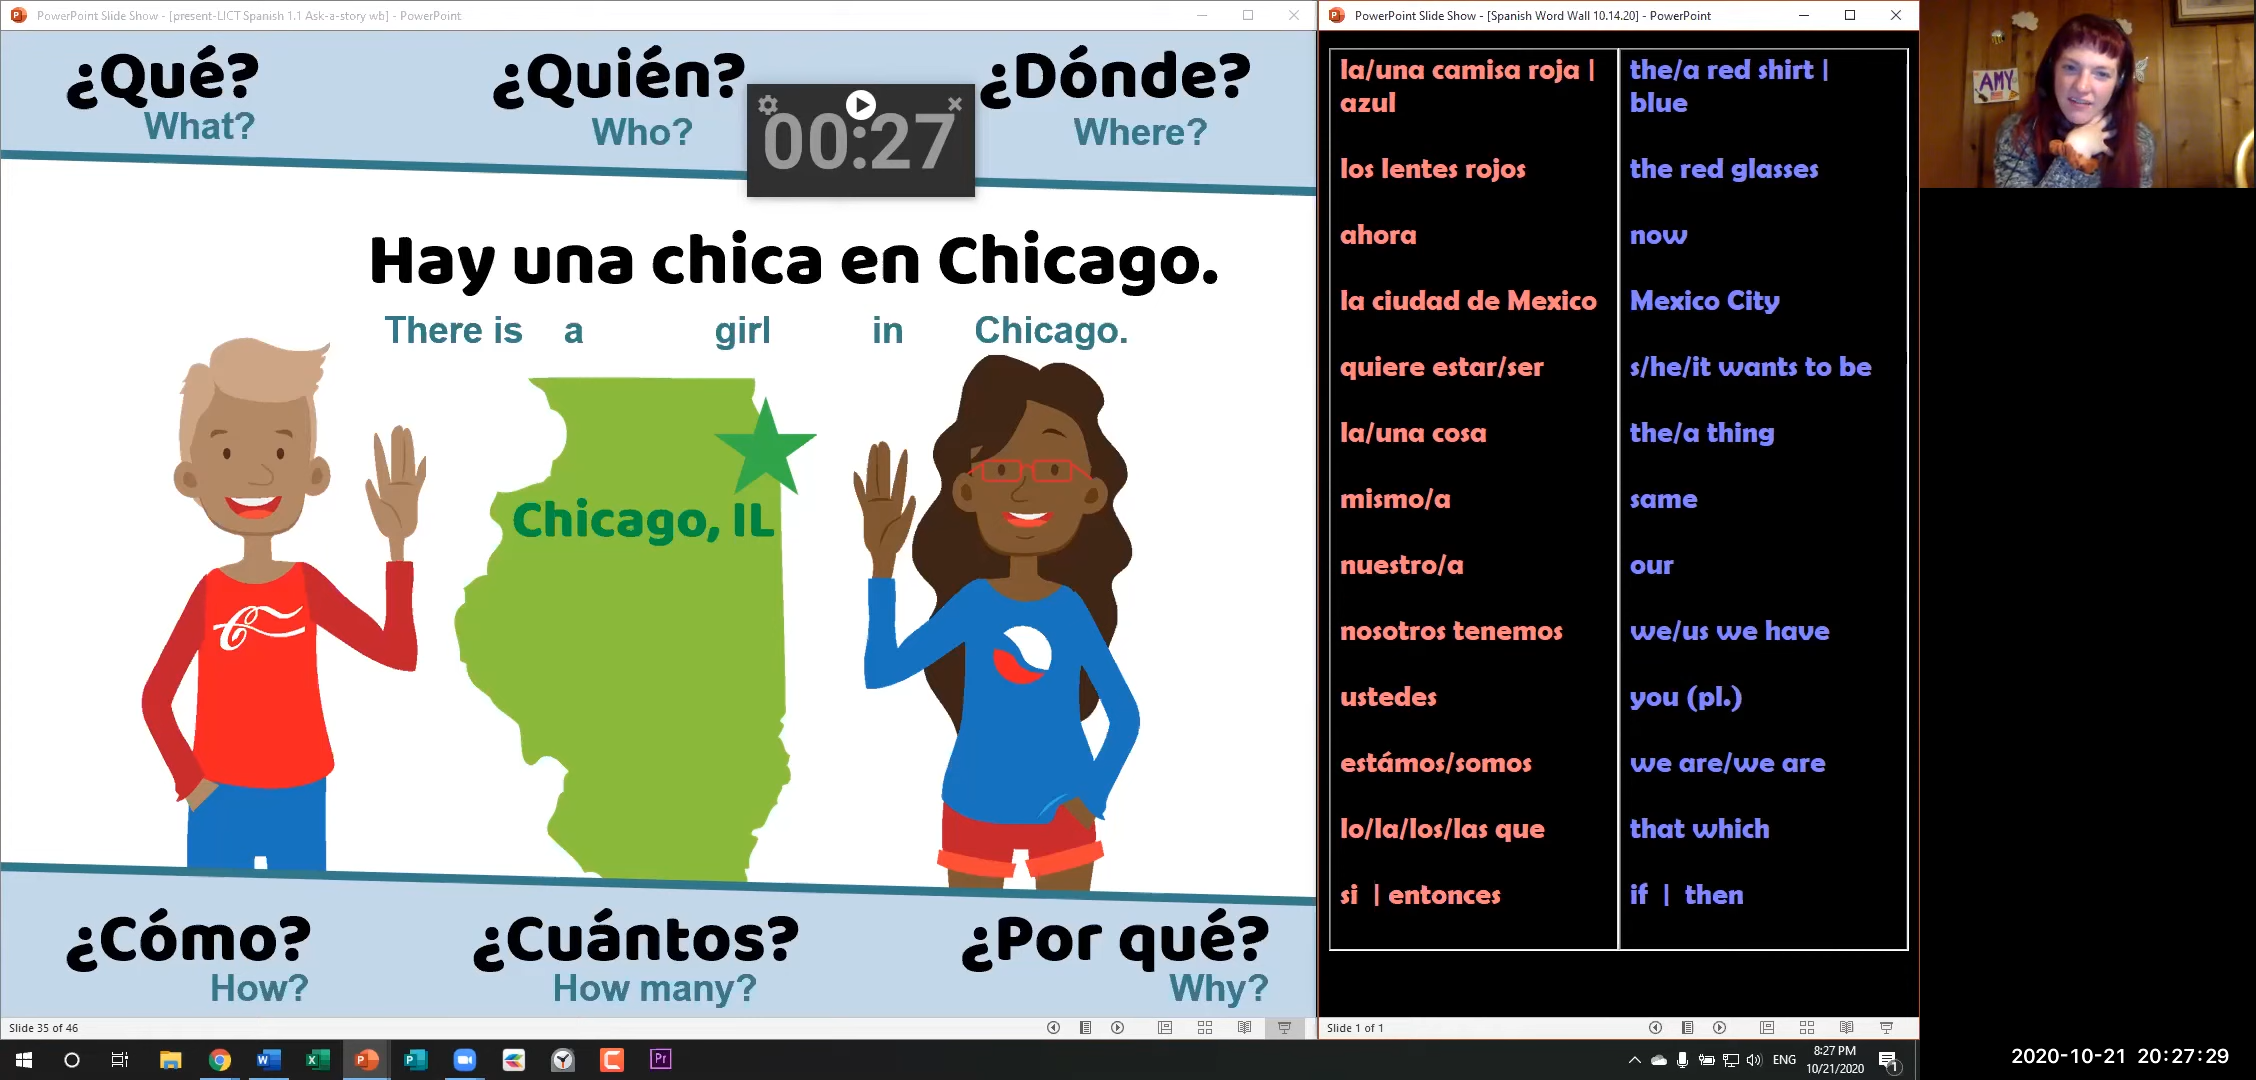 PowerPoint Slide Show - [present-LICT Spanish 1.1 Ask-a-story wb] - PowerPoint
¿Qué?
What?
¿Quién?
Who?
¿Dónde?
Where?
00:27
Hay una chica en Chicago.
There is a girl in Chicago.
Chicago, IL
¿Cómo?
How?
¿Cuántos?
How many?
¿Por qué?
Why?
Slide 35 of 46
PowerPoint Slide Show - [Spanish Word Wall 10.14.20] - PowerPoint
la/una camisa roja |
azul
the/a red shirt |
blue
los lentes rojos
the red glasses
ahora
now
la ciudad de Mexico
Mexico City
quiere estar/ser
s/he/it wants to be
la/una cosa
the/a thing
mismo/a
same
nuestro/a
our
nosotros tenemos
we/us we have
ustedes
you (pl.)
estámos/somos
we are/we are
lo/la/los/las que
that which
si | entonces
if | then
Slide 1 of 1
AMY
ENG
8:27 PM
10/21/2020
1
2020-10-21 20:27:29